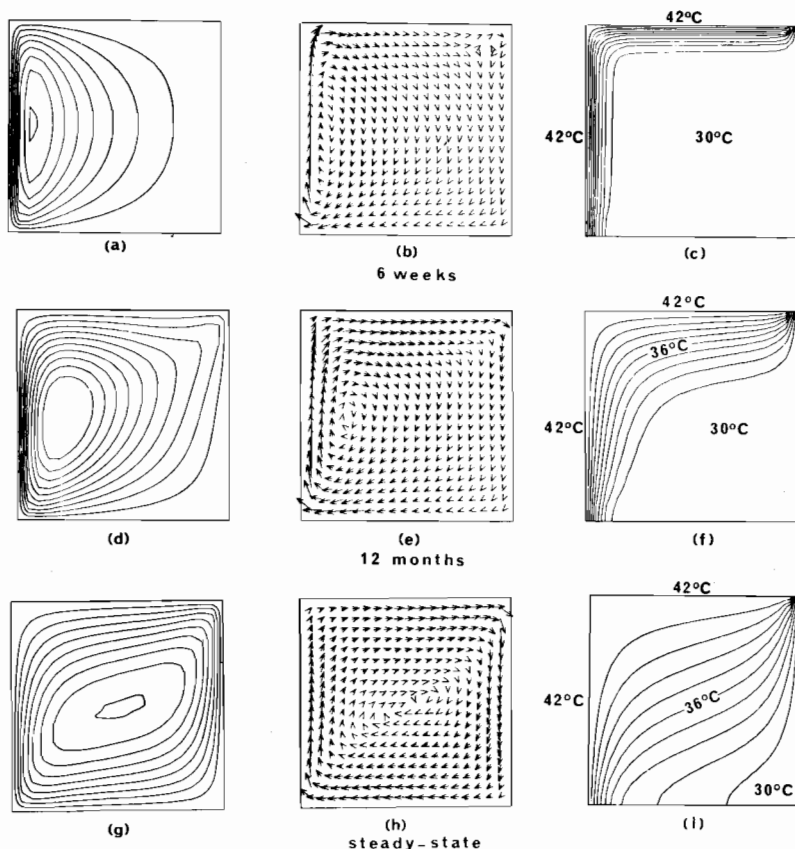 42°C
42°C
30°C
(a)
(b)
(c)
6 weeks
42°C
36°C
42°C
30°C
(d)
(e)
(f)
12 months
42°C
42°C
36°C
30°C
(g)
(h)
(i)
steady-state